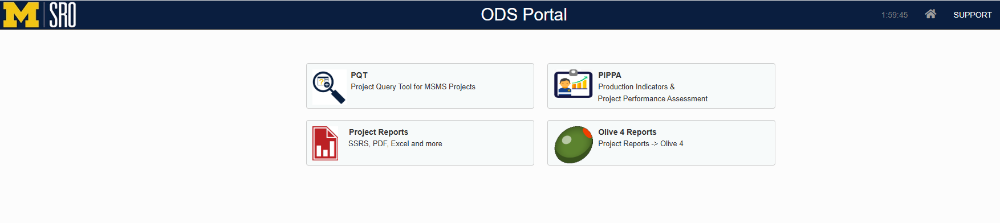 M SRO
ODS Portal
1:59:45
SUPPORT
PQT
Project Query Tool for MSMS Projects
PIPPA
Production Indicators &
Project Performance Assessment
Project Reports
SSRS, PDF, Excel and more
Olive 4 Reports
Project Reports -> Olive 4